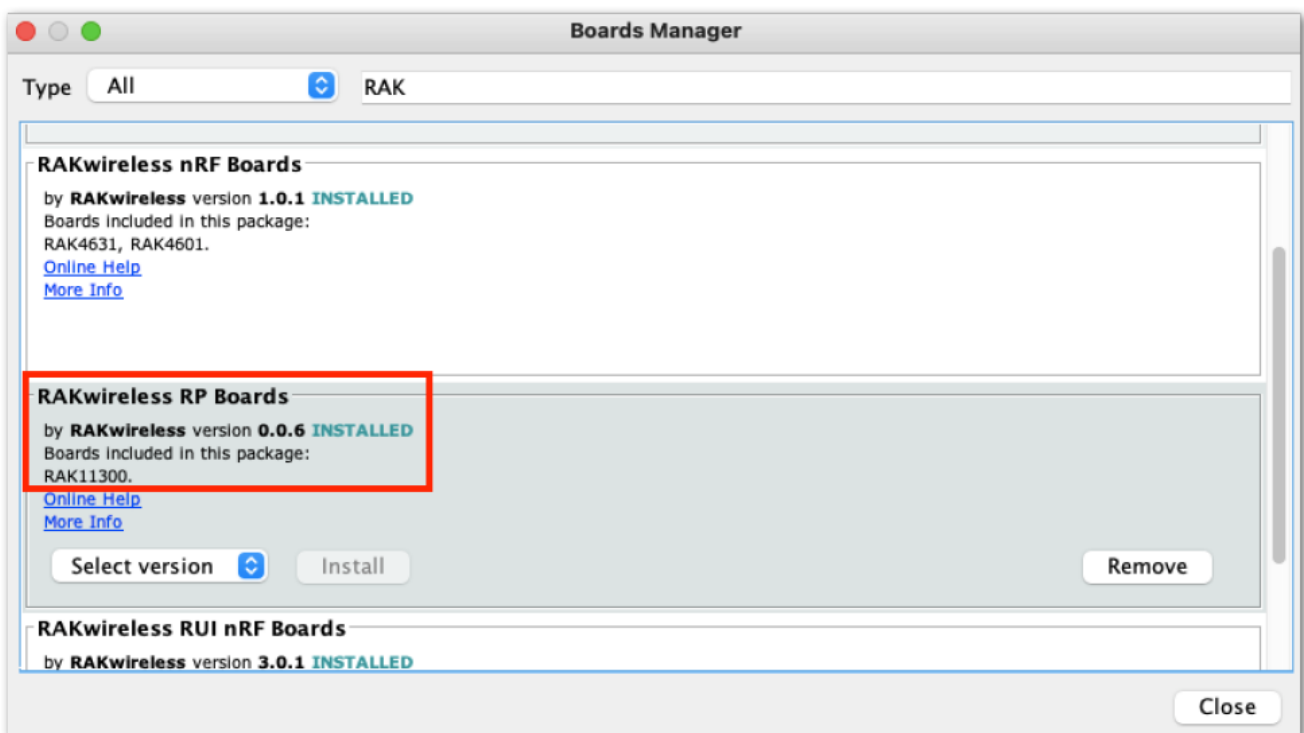 Boards Manager
Type All RAK
RAKwireless nRF Boards
by RAKwireless version 1.0.1 INSTALLED
Boards included in this package:
RAK4631, RAK4601.
Online Help
More Info
RAKwireless RP Boards
by RAKwireless version 0.0.6 INSTALLED
Boards included in this package:
RAK11300.
Online Help
More Info
Select version Install Remove
RAKwireless RUI nRF Boards
by RAKwireless version 3.0.1 INSTALLED
Close